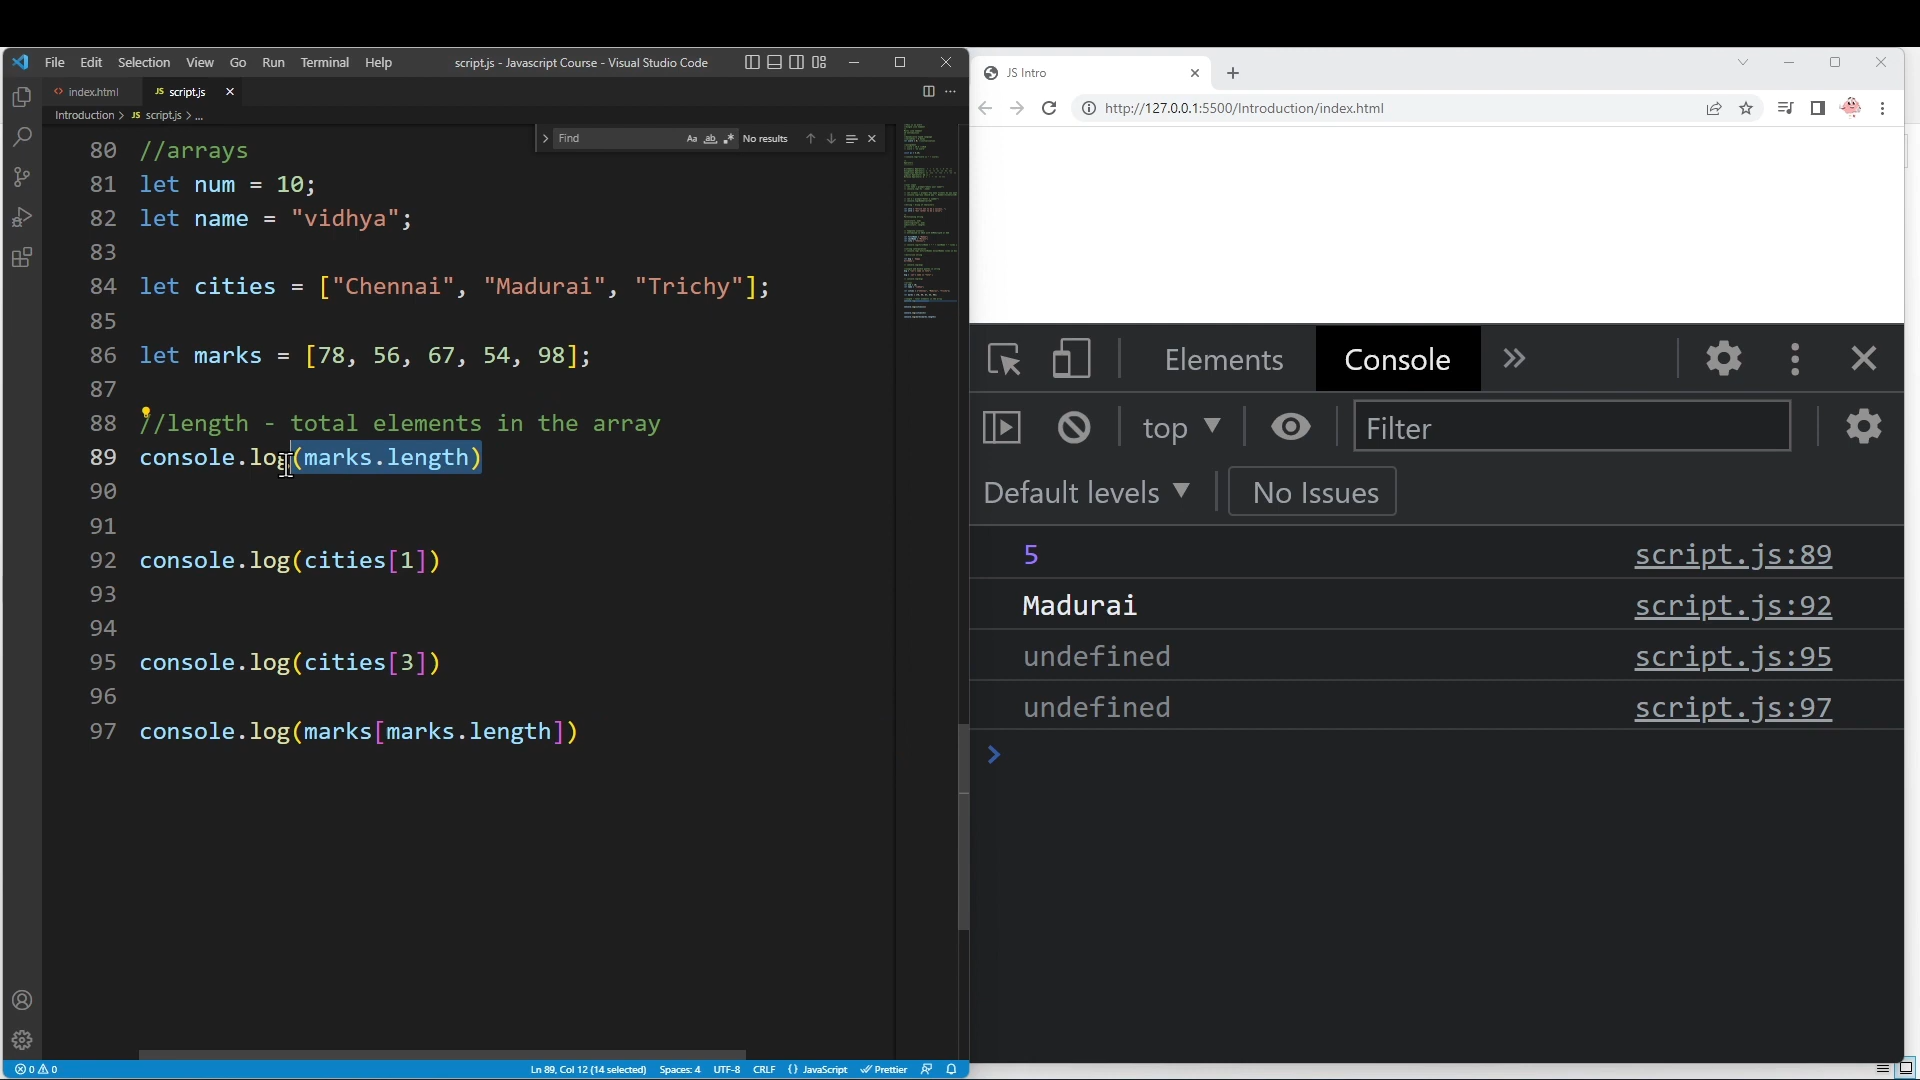 File Edit Selection View Go Run Terminal Help
script.js - Javascript Course - Visual Studio Code
index.html
JS script.js
Introduction > JS script.js > ...
Find
Aa ab .* No results
80 //arrays
81 let num = 10;
82 let name = "vidhya";
83
84 let cities = ["Chennai", "Madurai", "Trichy"];
85
86 let marks = [78, 56, 67, 54, 98];
87
88 //length - total elements in the array
89 console.log(marks.length)
90
91
92 console.log(cities[1])
93
94
95 console.log(cities[3])
96
97 console.log(marks[marks.length])
0 0
Ln 89, Col 12 (14 selected) Spaces: 4 UTF-8 CRLF {} JavaScript Prettier
JS Intro
http://127.0.0.1:5500/Introduction/index.html
Elements Console
top
Filter
Default levels
No Issues
5 script.js:89
Madurai script.js:92
undefined script.js:95
undefined script.js:97